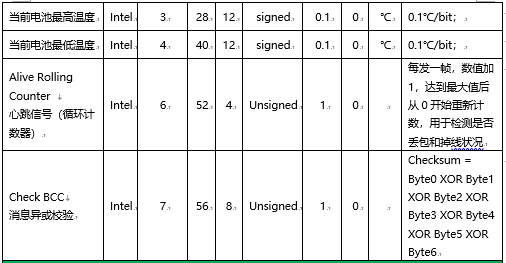 当前电池最高温度 Intel 3 28 12 signed 0.1 0 ℃ 0.1℃/bit；
当前电池最低温度 Intel 4 40 12 signed 0.1 0 ℃ 0.1℃/bit；
Alive Rolling
Counter ↓
心跳信号（循环计
数器） Intel 6 52 4 Unsigned 1 0
每发一帧，数值加
1，达到最大值后
从 0 开始重新计
数，用于检测是否
丢包和掉线状况
Check BCC
消息异或校验 Intel 7 56 8 Unsigned 1 0
Checksum =
Byte0 XOR Byte1
XOR Byte2 XOR
Byte3 XOR Byte4
XOR Byte5 XOR
Byte6